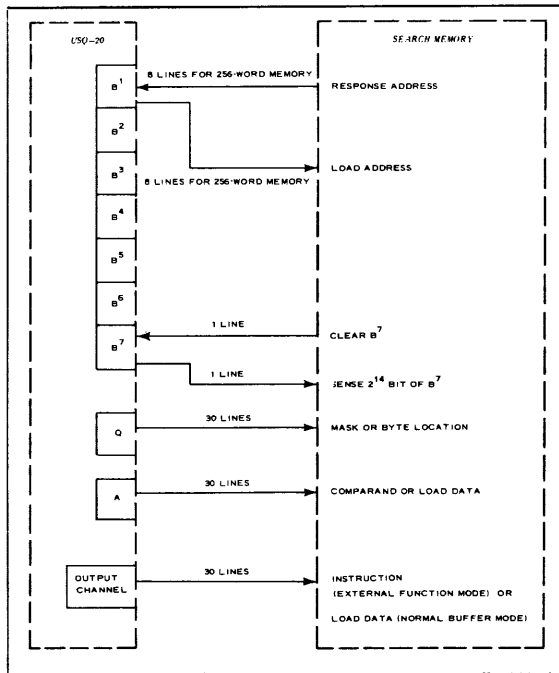 USQ-20 SEARCH MEMORY
8 LINES FOR 256-WORD MEMORY
B¹ RESPONSE ADDRESS
B²
LOAD ADDRESS
B³ 8 LINES FOR 256-WORD MEMORY
B⁴
B⁵
B⁶
1 LINE
B⁷ CLEAR B⁷
1 LINE SENSE 2¹⁴ BIT OF B⁷
30 LINES
Q MASK OR BYTE LOCATION
30 LINES
A COMPARAND OR LOAD DATA
30 LINES
OUTPUT INSTRUCTION
CHANNEL (EXTERNAL FUNCTION MODE) OR
LOAD DATA (NORMAL BUFFER MODE)